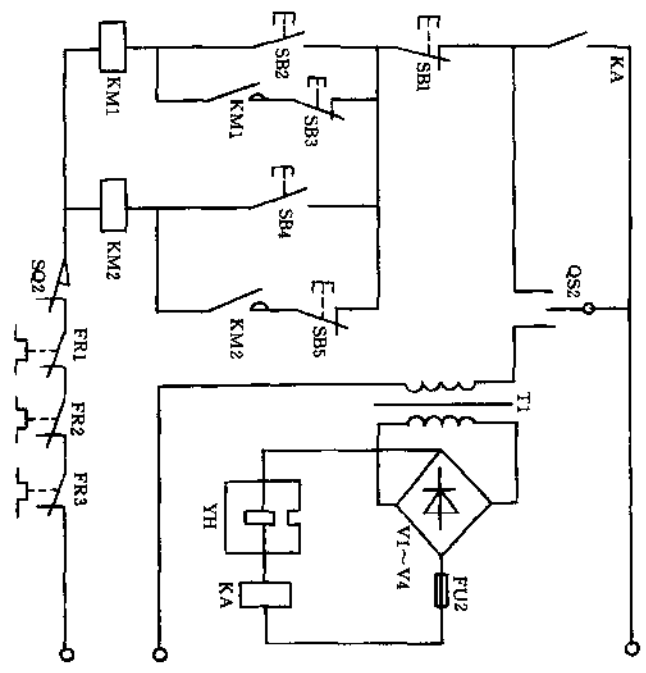 KA
QS2
SB1
SB2
KM1
SB3
SB4
KM2
SB5
KM1
KM2
SQ2
FR1
FR2
FR3
T1
V1~V4
FU2
YH
KA